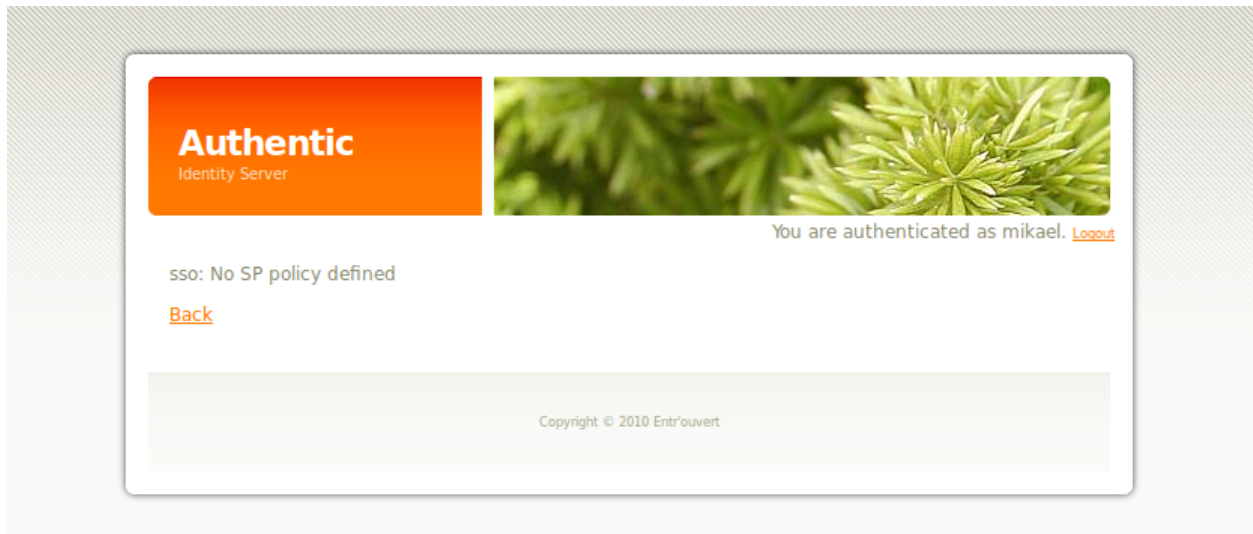 Authentic
Identity Server
You are authenticated as mikael. Logout
sso: No SP policy defined
Back
Copyright © 2010 Entr'ouvert